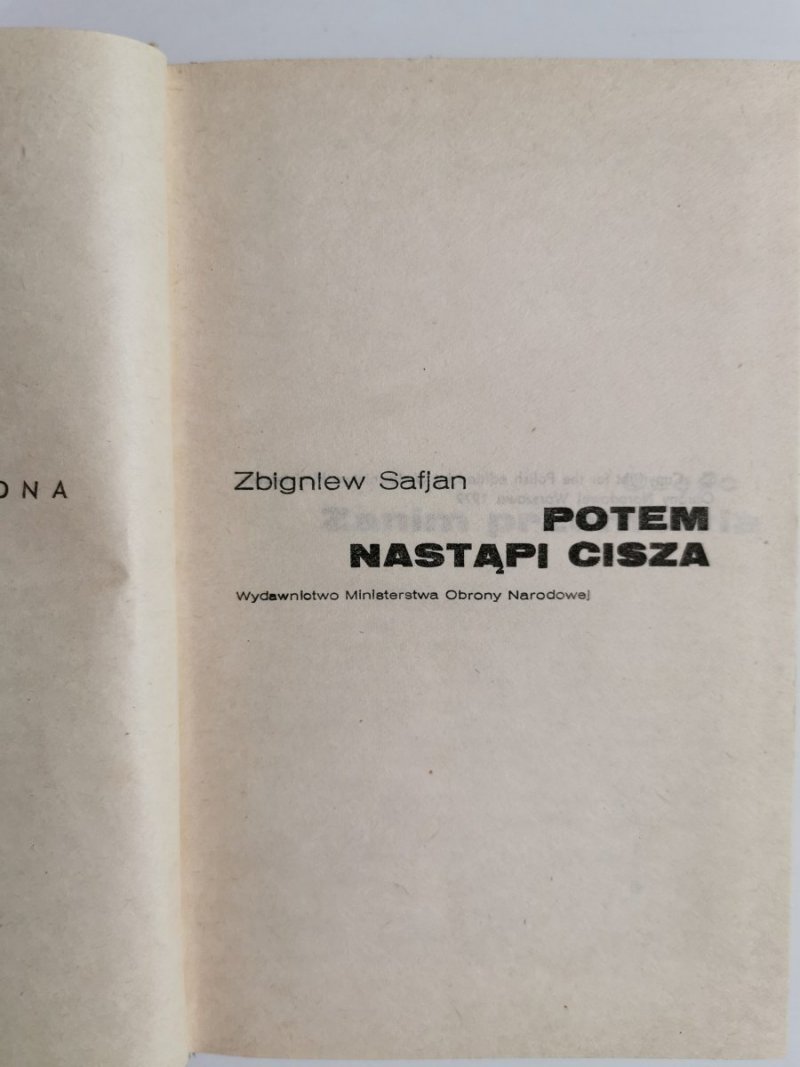 ONA
Zbigniew Safjan
POTEM
NASTĄPI CISZA
Wydawnictwo Ministerstwa Obrony Narodowej